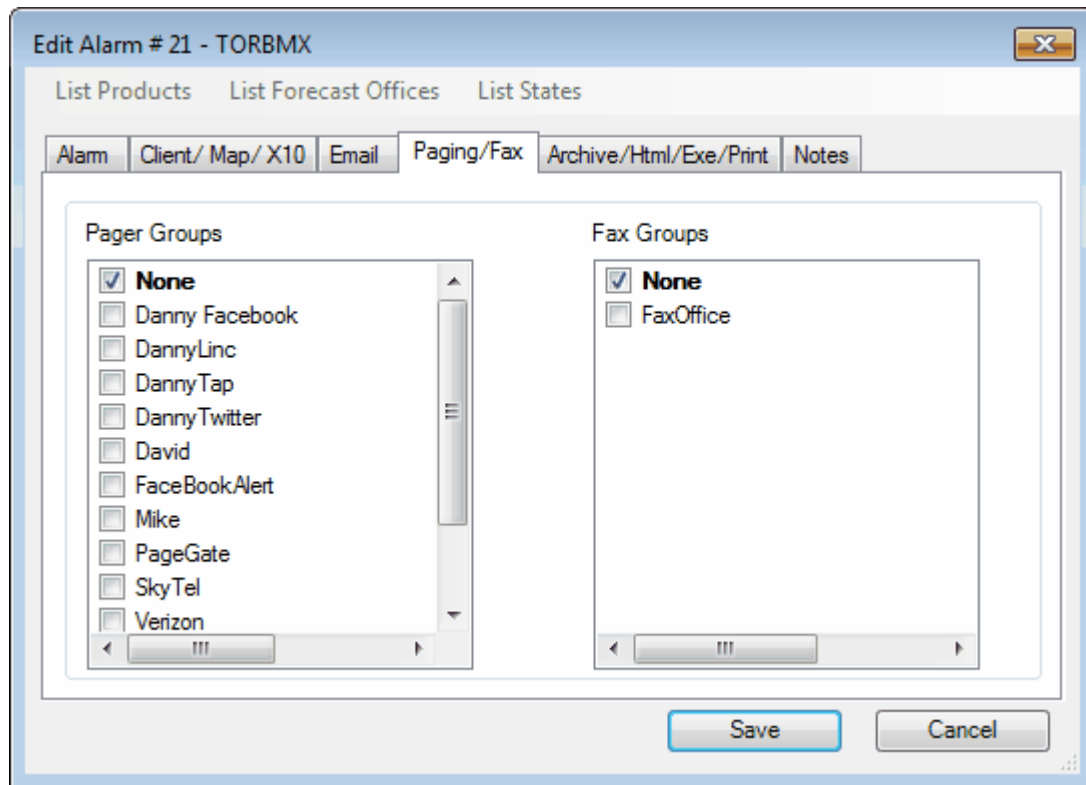 Edit Alarm # 21 - TORBMX
List Products List Forecast Offices List States
Alarm Client/ Map/ X10 Email Paging/Fax Archive/Html/Exe/Print Notes
Pager Groups
None
Danny Facebook
DannyLinc
DannyTap
DannyTwitter
David
FaceBookAlert
Mike
PageGate
SkyTel
Verizon
Fax Groups
None
FaxOffice
Save Cancel